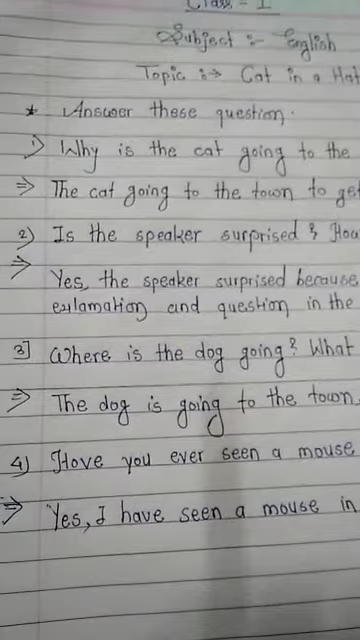 Class - I
Subject :- English
Topic :→ Cat in a Hat
* Answer these question.
1) Why is the cat going to the
⇒ The cat going to the town to get
2) Is the speaker surprised ? How
⇒ Yes, the speaker surprised because
exlamation and question in the
3] Where is the dog going? What
⇒ The dog is going to the town.
4) Have you ever seen a mouse
⇒ Yes, I have seen a mouse in